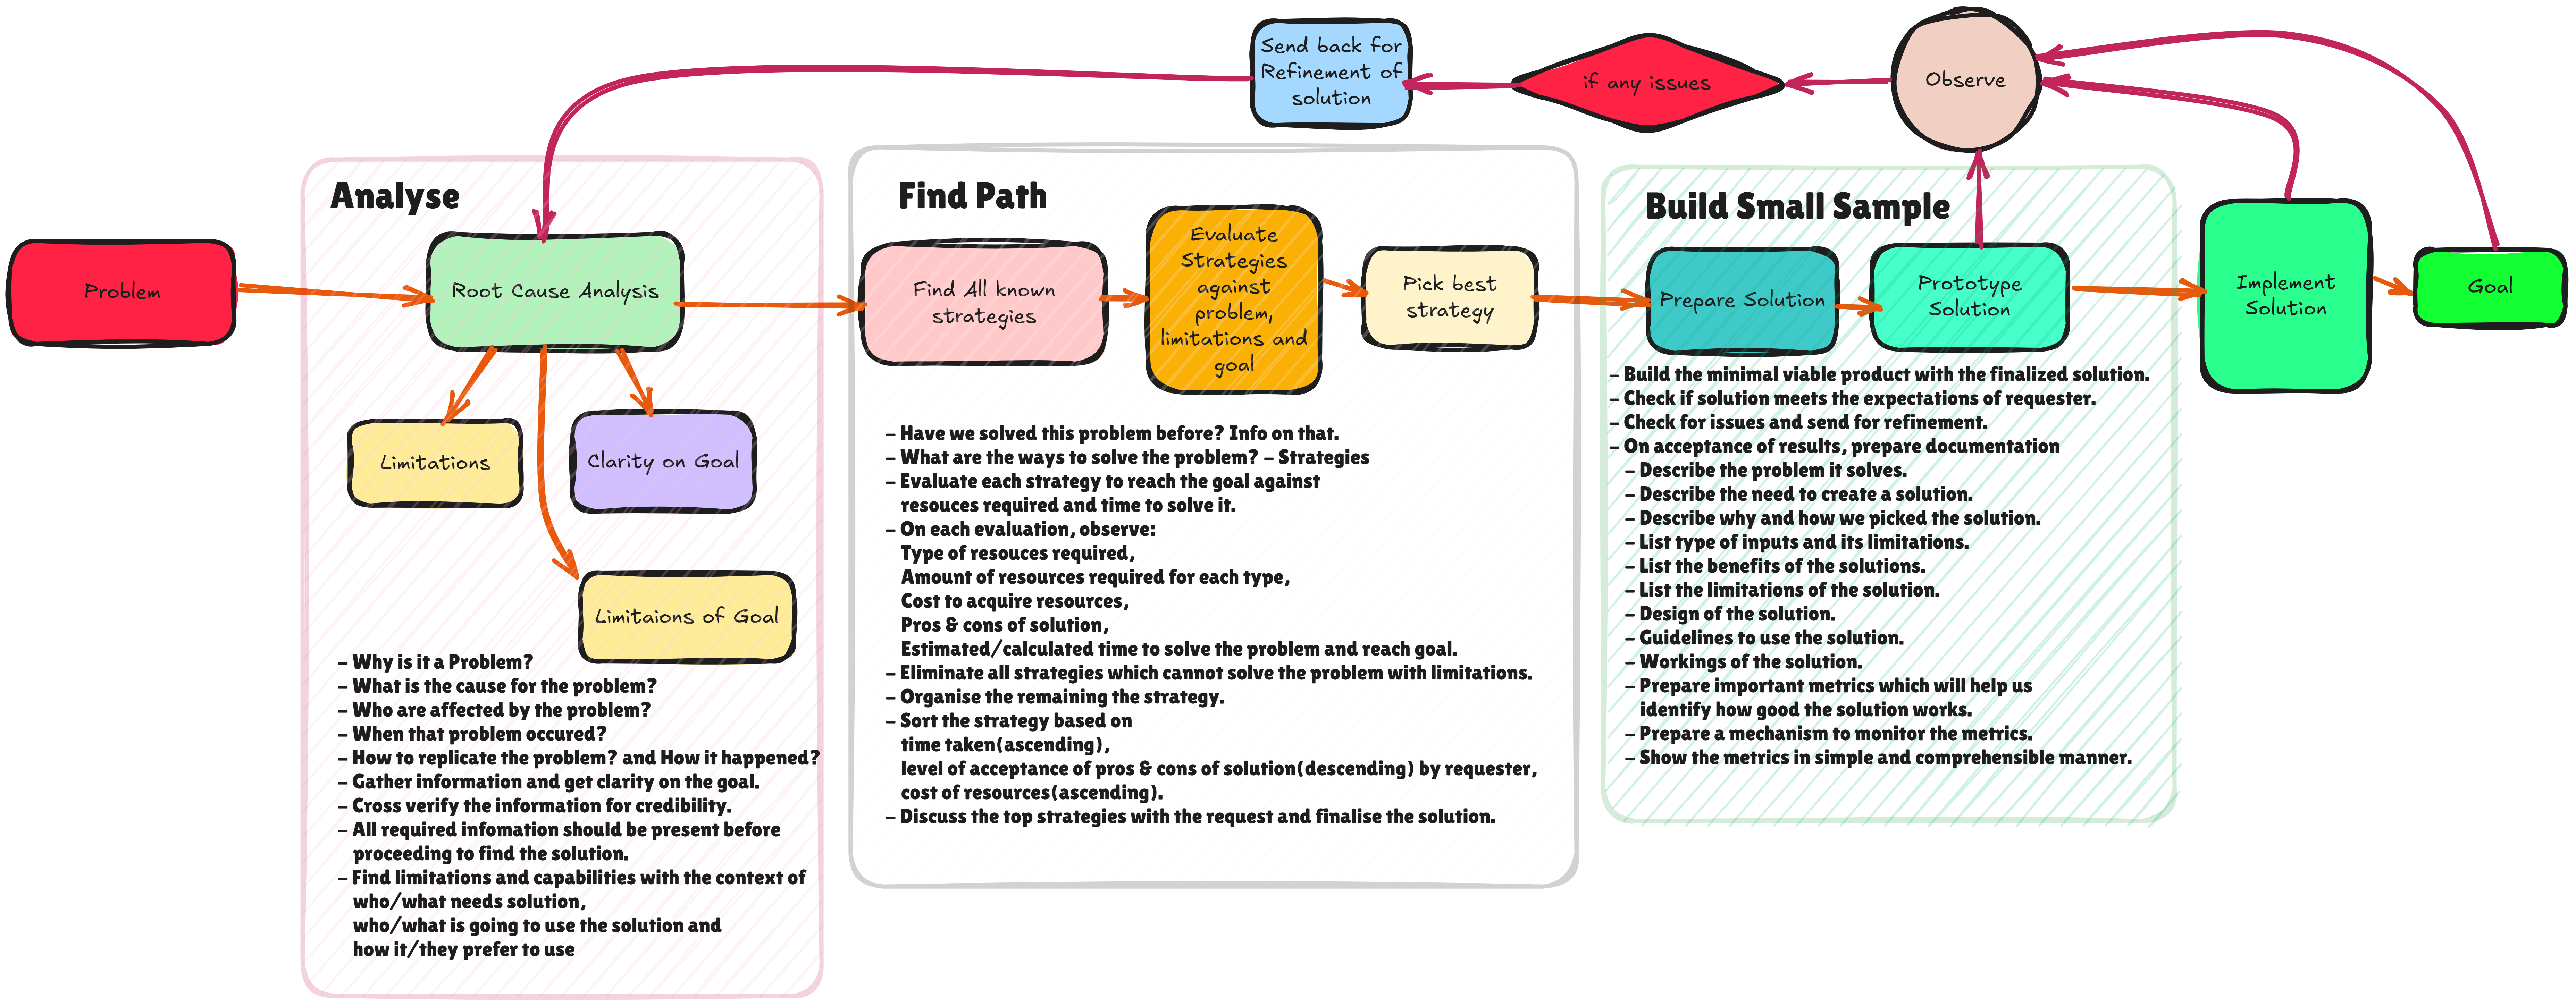 Send back for
Refinement of
solution
if any issues
Observe
Problem
Analyse
Root Cause Analysis
Limitations
Clarity on Goal
Limitaions of Goal
- Why is it a Problem?
- What is the cause for the problem?
- Who are affected by the problem?
- When that problem occured?
- How to replicate the problem? and How it happened?
- Gather information and get clarity on the goal.
- Cross verify the information for credibility.
- All required infomation should be present before
proceeding to find the solution.
- Find limitations and capabilities with the context of
who/what needs solution,
who/what is going to use the solution and
how it/they prefer to use
Find Path
Find All known
strategies
Evaluate
Strategies
against
problem,
limitations and
goal
Pick best
strategy
- Have we solved this problem before? Info on that.
- What are the ways to solve the problem? - Strategies
- Evaluate each strategy to reach the goal against
resouces required and time to solve it.
- On each evaluation, observe:
Type of resouces required,
Amount of resources required for each type,
Cost to acquire resources,
Pros & cons of solution,
Estimated/calculated time to solve the problem and reach goal.
- Eliminate all strategies which cannot solve the problem with limitations.
- Organise the remaining the strategy.
- Sort the strategy based on
time taken(ascending),
level of acceptance of pros & cons of solution(descending) by requester,
cost of resources(ascending).
- Discuss the top strategies with the request and finalise the solution.
Build Small Sample
Prepare Solution
Prototype
Solution
- Build the minimal viable product with the finalized solution.
- Check if solution meets the expectations of requester.
- Check for issues and send for refinement.
- On acceptance of results, prepare documentation
- Describe the problem it solves.
- Describe the need to create a solution.
- Describe why and how we picked the solution.
- List type of inputs and its limitations.
- List the benefits of the solutions.
- List the limitations of the solution.
- Design of the solution.
- Guidelines to use the solution.
- Workings of the solution.
- Prepare important metrics which will help us
identify how good the solution works.
- Prepare a mechanism to monitor the metrics.
- Show the metrics in simple and comprehensible manner.
Implement
Solution
Goal